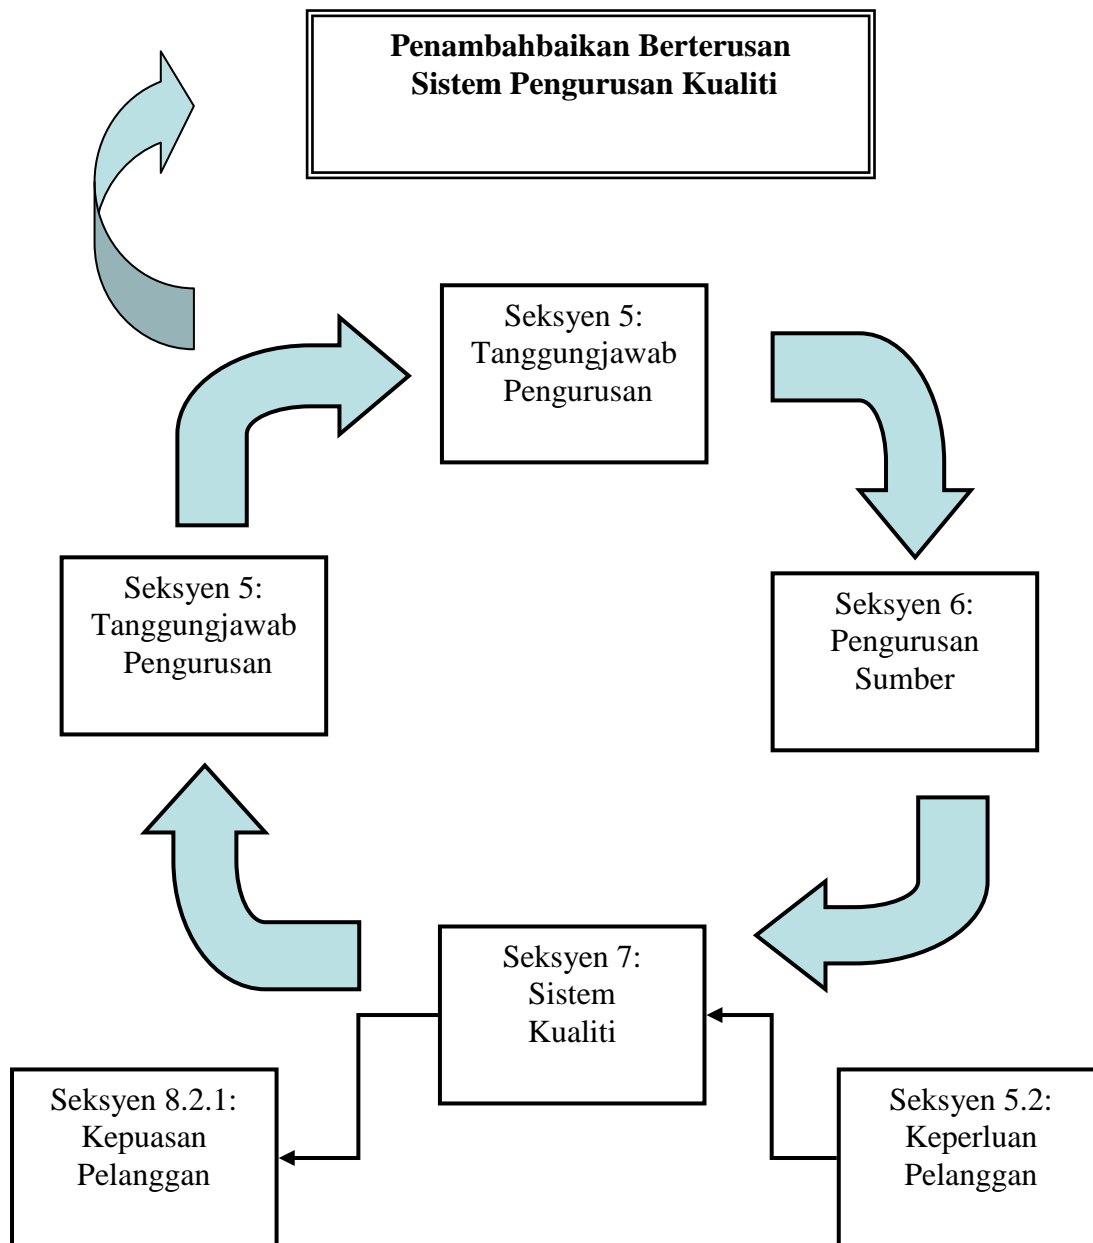 Penambahbaikan Berterusan
Sistem Pengurusan Kualiti
Seksyen 5:
Tanggungjawab
Pengurusan
Seksyen 5:
Tanggungjawab
Pengurusan
Seksyen 6:
Pengurusan
Sumber
Seksyen 7:
Sistem
Kualiti
Seksyen 8.2.1:
Kepuasan
Pelanggan
Seksyen 5.2:
Keperluan
Pelanggan